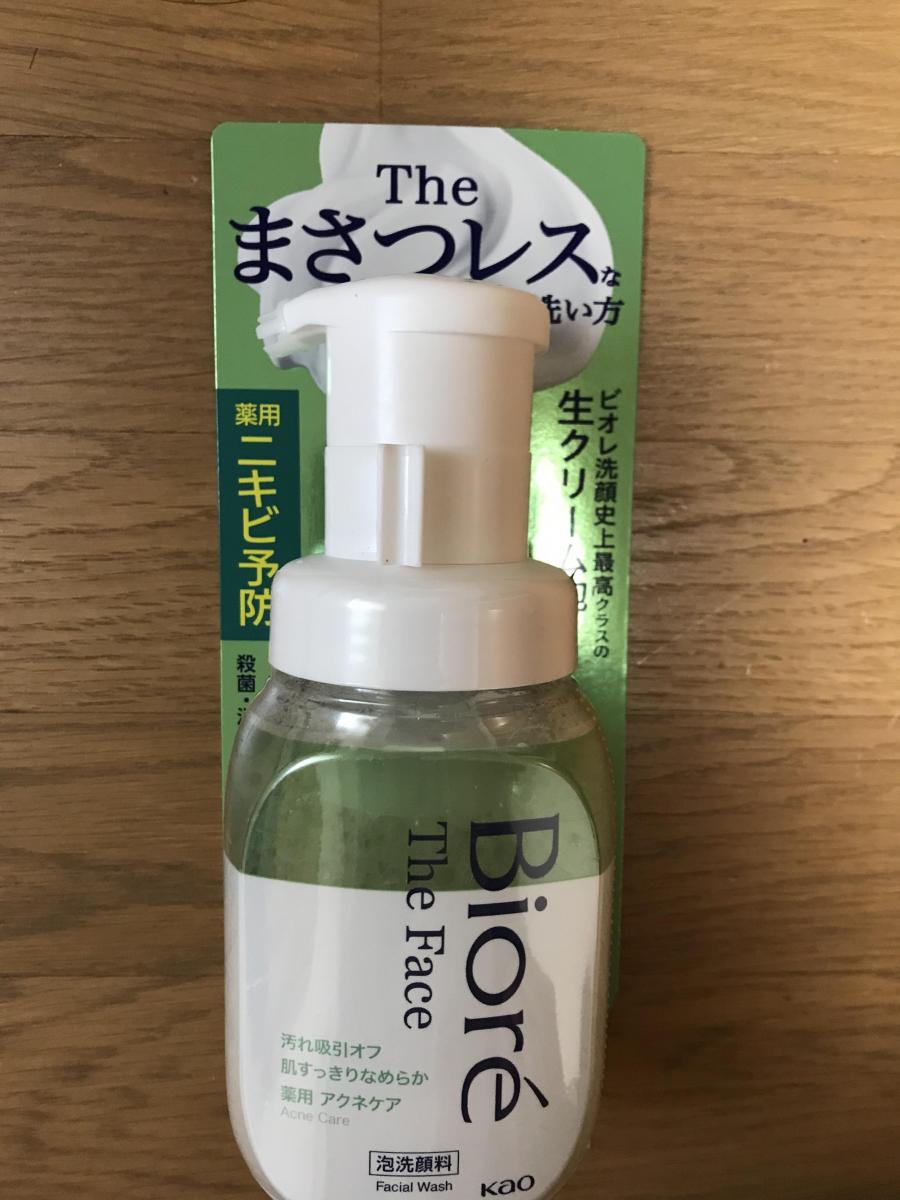 The
まさつレスな
洗い方
ビオレ洗顔史上最高クラスの
生クリーム泡
薬用
ニキビ予防
殺菌・
Bioré
The Face
汚れ吸引オフ
肌すっきりなめらか
薬用 アクネケア
Acne Care
泡洗顔料
Facial Wash
Kao